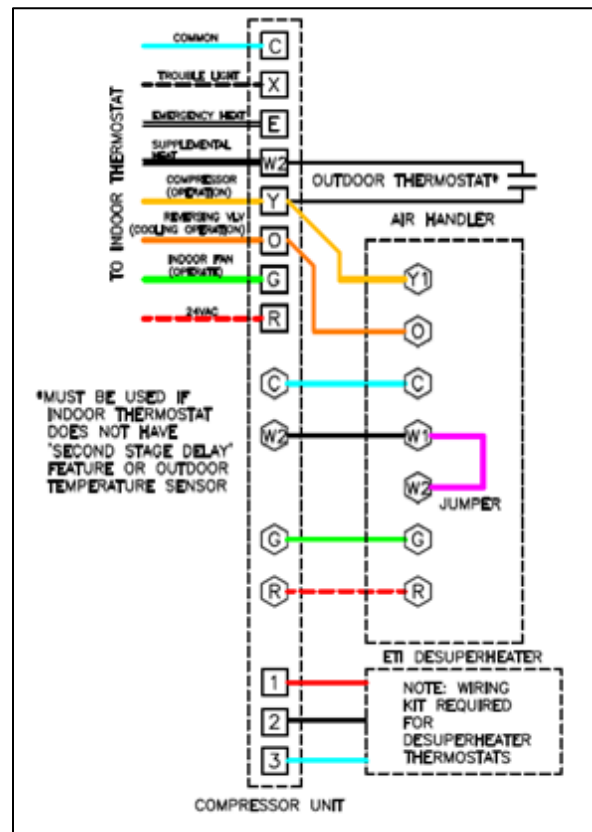 COMMON
C
TROUBLE LIGHT
X
EMERGENCY HEAT
E
SUPPLEMENTAL
HEAT
W2
OUTDOOR THERMOSTAT*
COMPRESSOR
(OPERATION)
Y
AIR HANDLER
REVERSING VLV
(COOLING OPERATION)
O
INDOOR FAN
(OPERATE)
G
24VAC
R
TO INDOOR THERMOSTAT
Y1
O
C
C
*MUST BE USED IF
INDOOR THERMOSTAT
DOES NOT HAVE
"SECOND STAGE DELAY"
FEATURE OR OUTDOOR
TEMPERATURE SENSOR
W2
W1
W2
JUMPER
G
G
R
R
ETI DESUPERHEATER
1
2
3
NOTE: WIRING
KIT REQUIRED
FOR
DESUPERHEATER
THERMOSTATS
COMPRESSOR UNIT